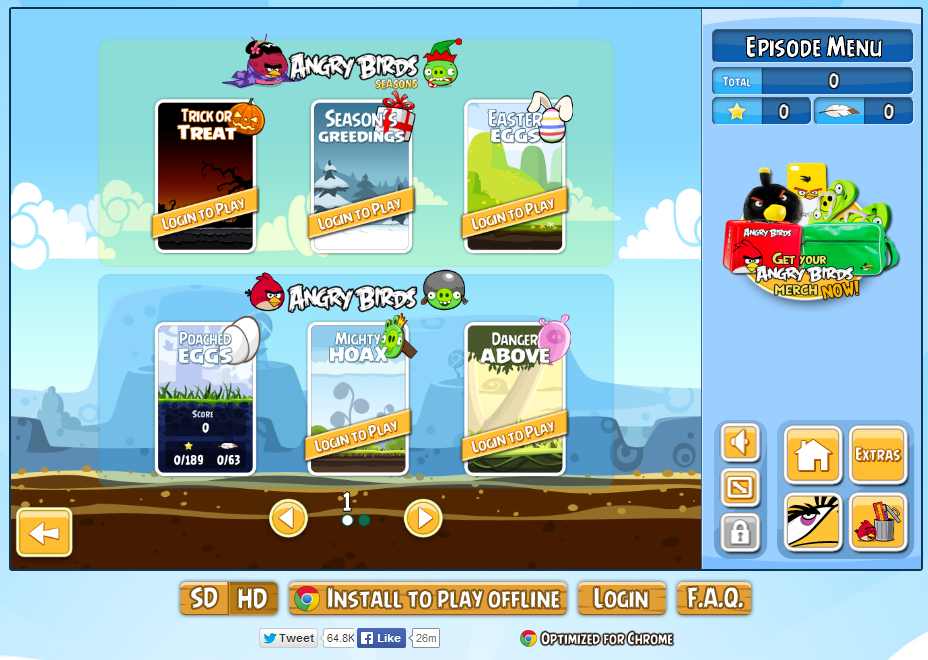 ANGRY BIRDS
SEASONS
TRICK OR
TREAT
LOGIN TO PLAY
SEASON'S
GREEDINGS
LOGIN TO PLAY
EASTER
EGGS
LOGIN TO PLAY
ANGRY BIRDS
POACHED
EGGS
SCORE
0
0/189 0/63
MIGHTY
HOAX
LOGIN TO PLAY
DANGER
ABOVE
LOGIN TO PLAY
1
EPISODE MENU
TOTAL 0
0 0
ANGRY BIRDS
GET YOUR
ANGRY BIRDS
MERCH NOW!
EXTRAS
SD HD INSTALL TO PLAY OFFLINE LOGIN F.A.Q.
Tweet 64.8K Like 26m OPTIMIZED FOR CHROME